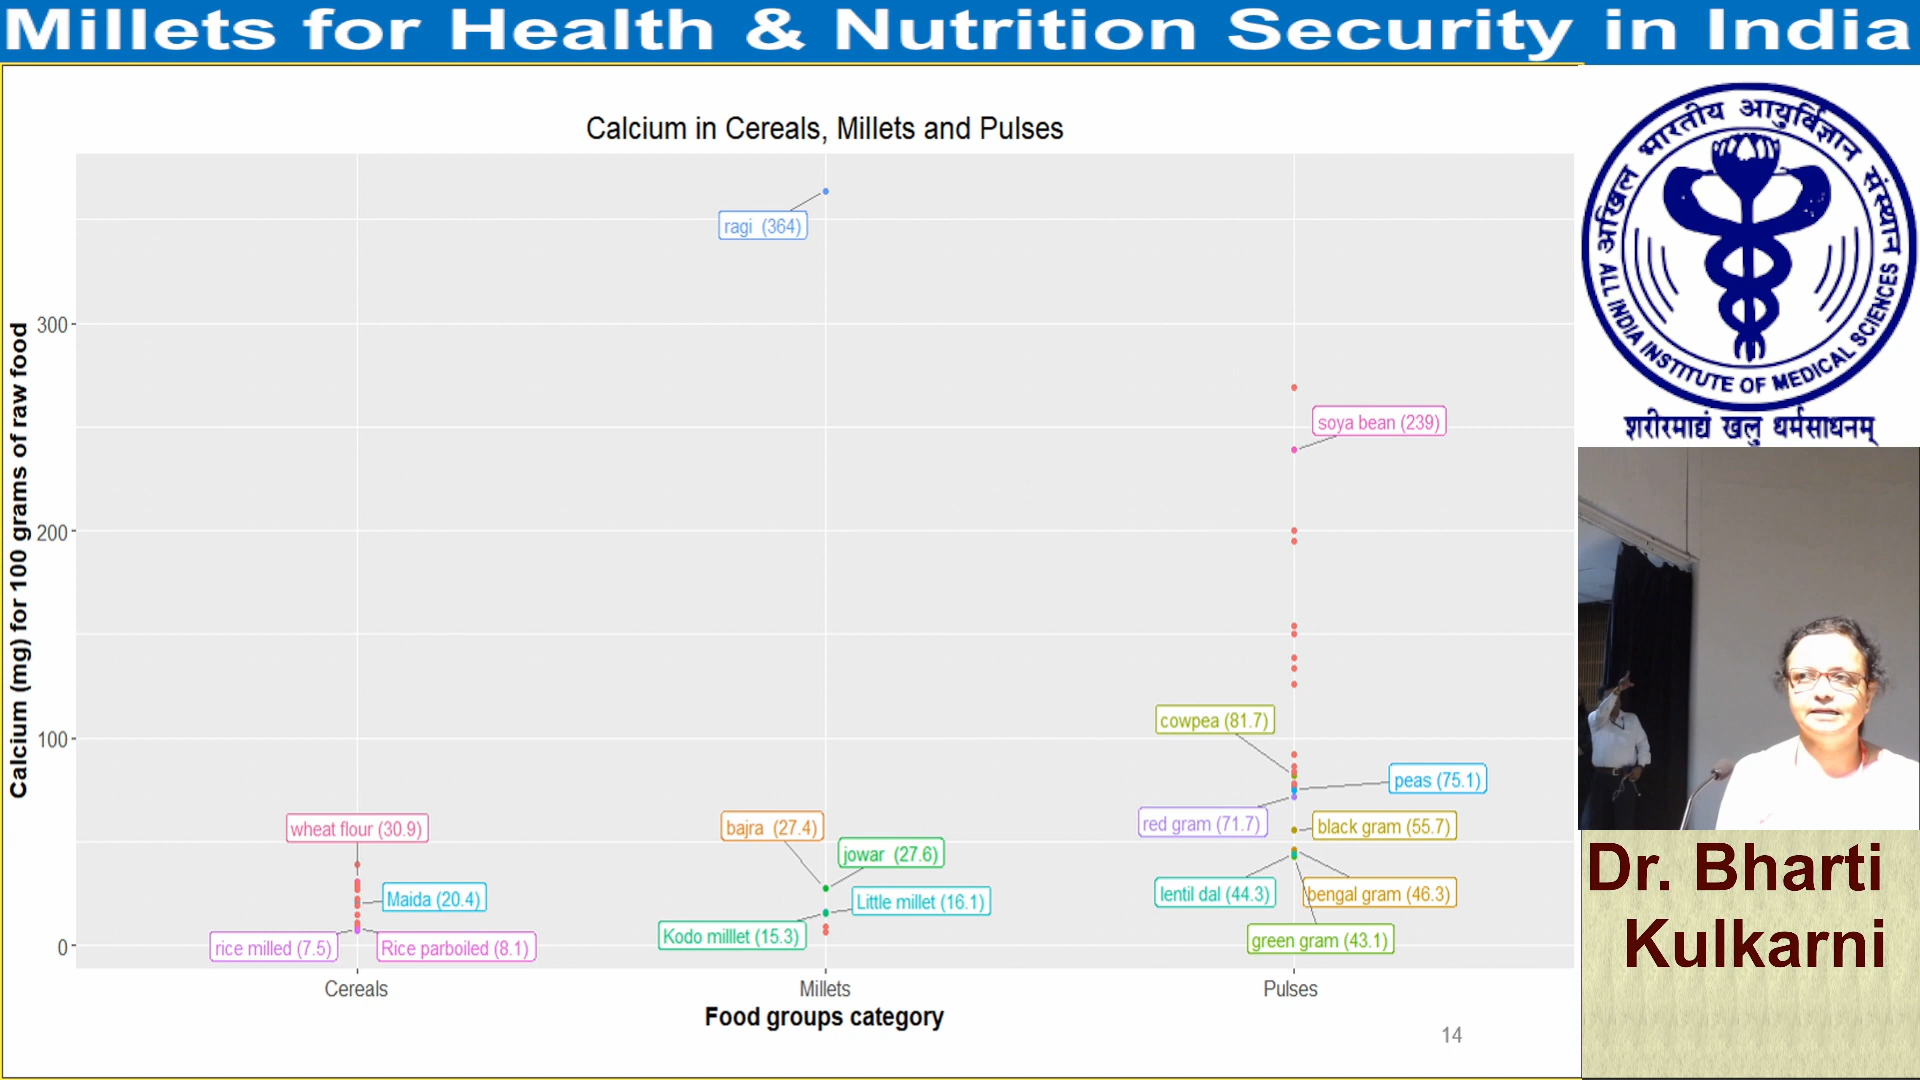 Millets for Health & Nutrition Security in India
Calcium in Cereals, Millets and Pulses
Calcium (mg) for 100 grams of raw food
300
200
100
0
ragi (364)
soya bean (239)
cowpea (81.7)
peas (75.1)
red gram (71.7)
black gram (55.7)
wheat flour (30.9)
bajra (27.4)
jowar (27.6)
Maida (20.4)
Little millet (16.1)
lentil dal (44.3)
bengal gram (46.3)
rice milled (7.5)
Rice parboiled (8.1)
Kodo milllet (15.3)
green gram (43.1)
Cereals
Millets
Pulses
Food groups category
14
अखिल भारतीय आयुर्विज्ञान संस्थान
ALL INDIA INSTITUTE OF MEDICAL SCIENCES
शरीरमाद्यं खलु धर्मसाधनम्
Dr. Bharti
Kulkarni